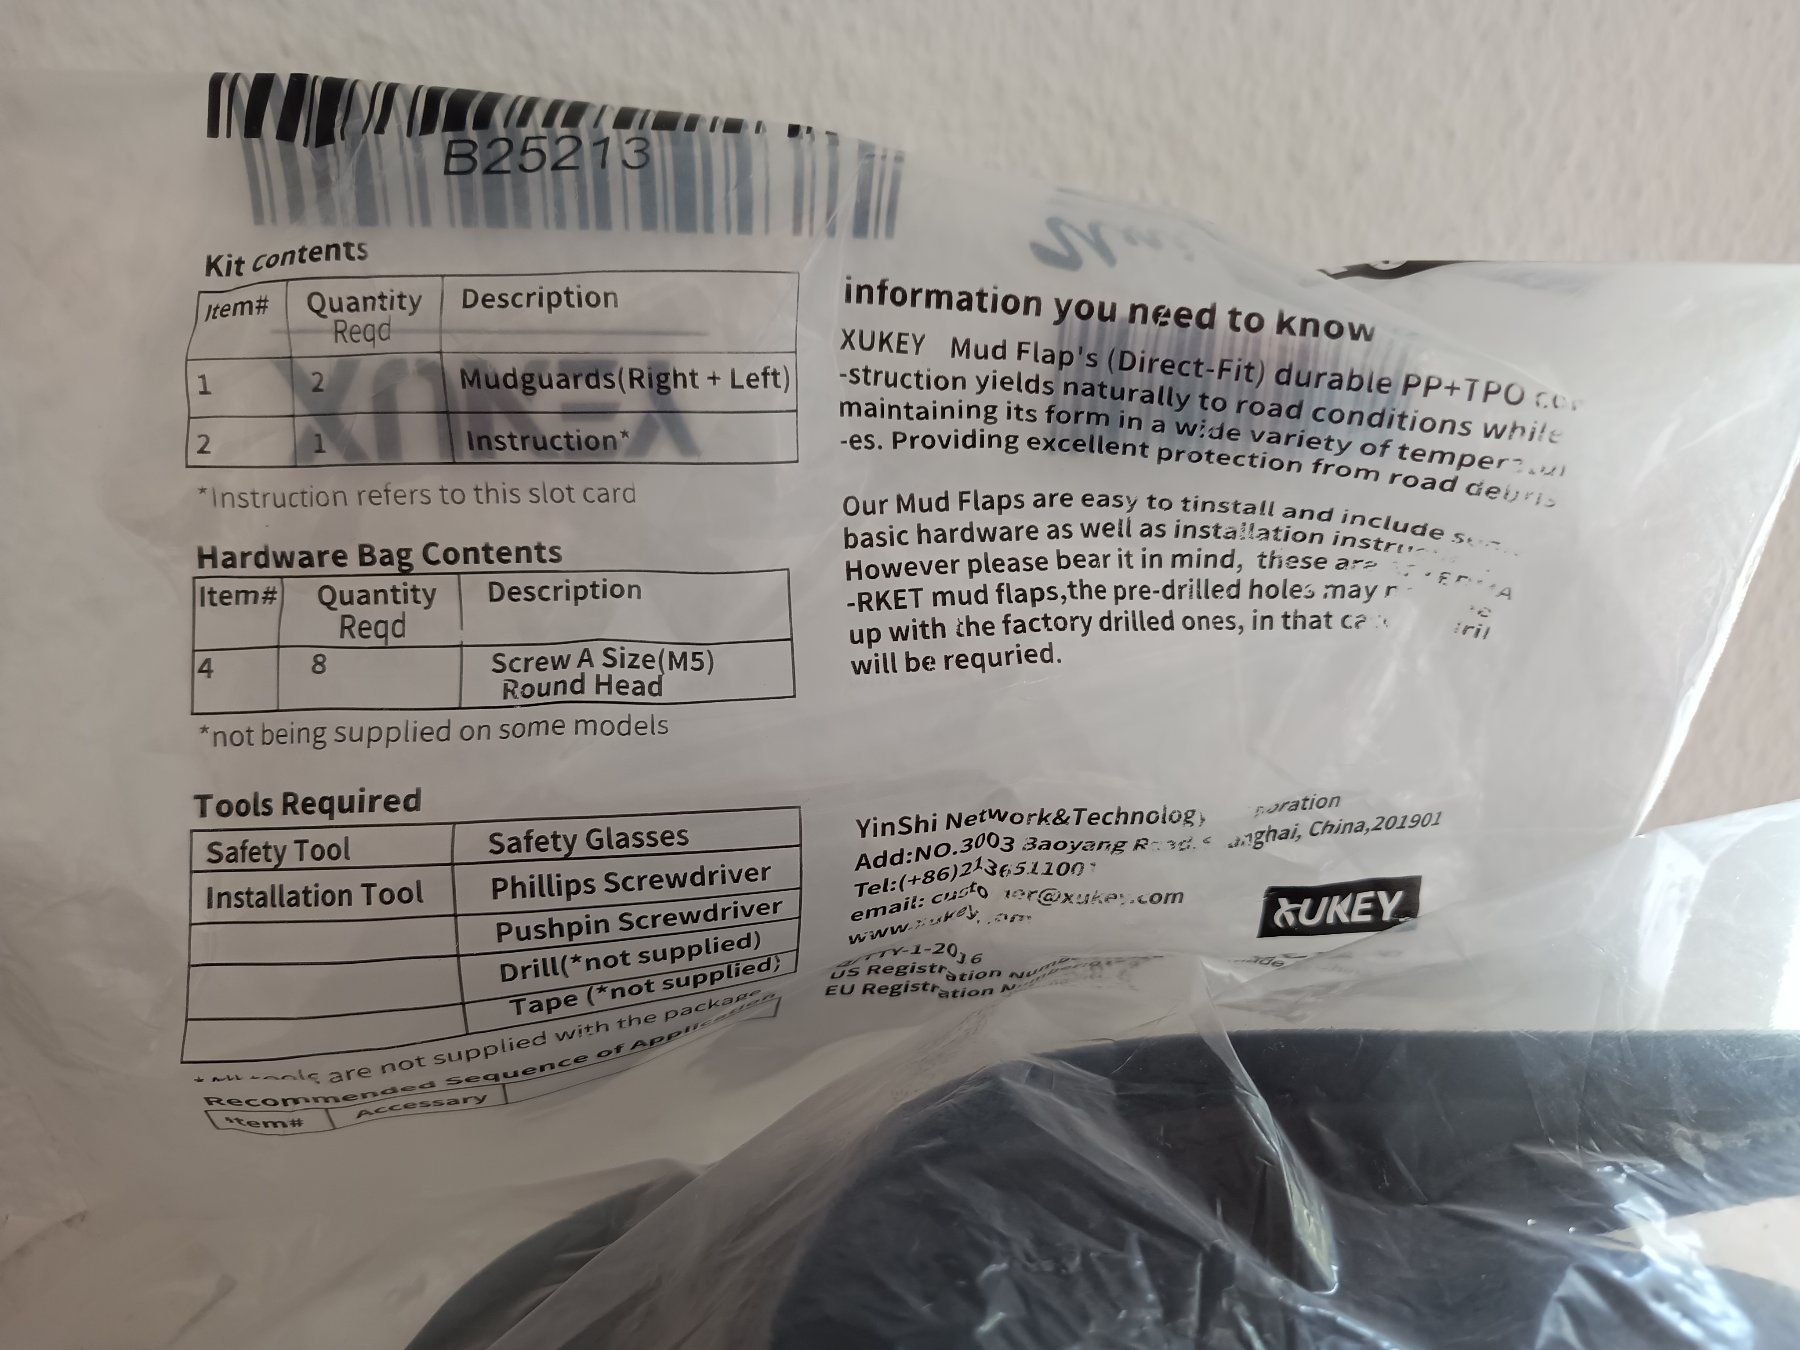 B25213
Kit contents
Item# Quantity Reqd Description
1 2 Mudguards(Right + Left)
2 1 Instruction*
*Instruction refers to this slot card
Hardware Bag Contents
Item# Quantity Reqd Description
4 8 Screw A Size(M5)
Round Head
*not being supplied on some models
Tools Required
Safety Tool Safety Glasses
Installation Tool Phillips Screwdriver
Pushpin Screwdriver
Drill(*not supplied)
Tape (*not supplied)
are not supplied with the package
Recommended Sequence of Application
Item# Accessary
information you need to know
XUKEY Mud Flap's (Direct-Fit) durable PP+TPO
-struction yields naturally to road conditions while
maintaining its form in a wide variety of
-es. Providing excellent protection from road debris
Our Mud Flaps are easy to tinstall and include
basic hardware as well as installation
However please bear it in mind, these are
-RKET mud flaps,the pre-drilled holes may
up with the factory drilled ones, in that
will be requried.
YinShi Network&Technology
Add:NO.3003 Baoyang China,201901
Tel:(+86)2136511001
email:
US Registration
EU Registration
XUKEY
XUKEY